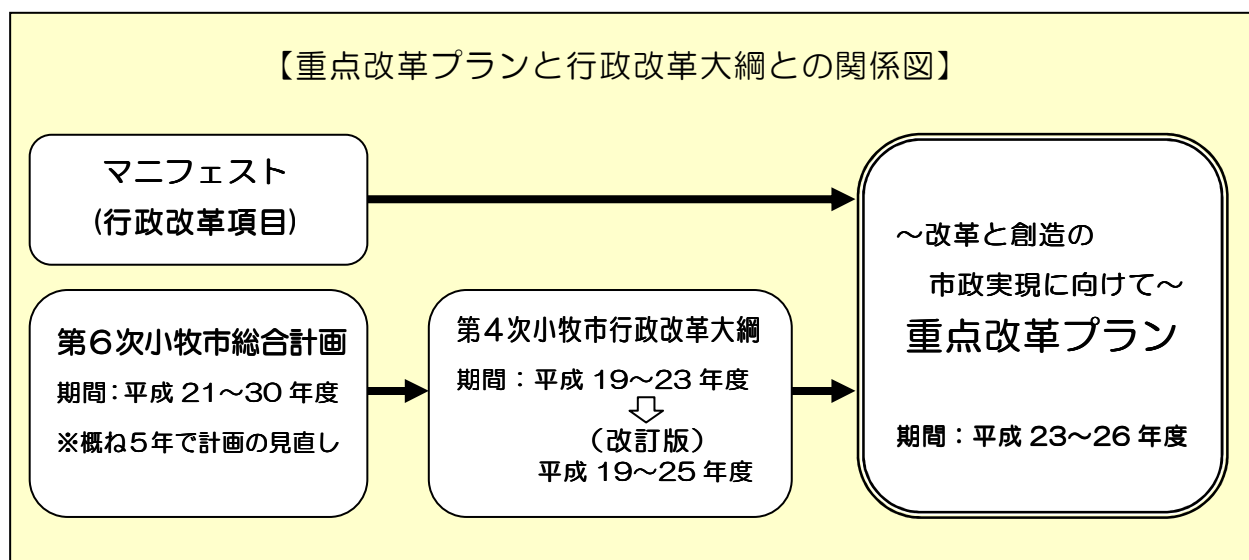 【重点改革プランと行政改革大綱との関係図】
マニフェスト
(行政改革項目)
第6次小牧市総合計画
期間：平成 21～30 年度
※概ね5年で計画の見直し
第4次小牧市行政改革大綱
期間：平成 19～23 年度
（改訂版）
平成 19～25 年度
～改革と創造の
市政実現に向けて～
重点改革プラン
期間：平成 23～26 年度